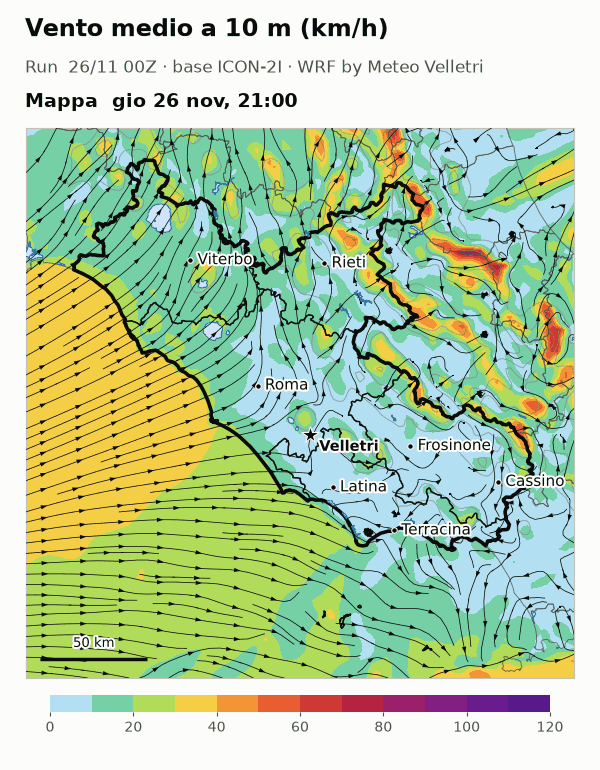 Vento medio a 10 m (km/h)
Run 26/11 00Z · base ICON-2I · WRF by Meteo Velletri
Mappa gio 26 nov, 21:00
Viterbo
Rieti
Roma
Velletri
Frosinone
Cassino
Latina
Terracina
50 km
0 20 40 60 80 100 120